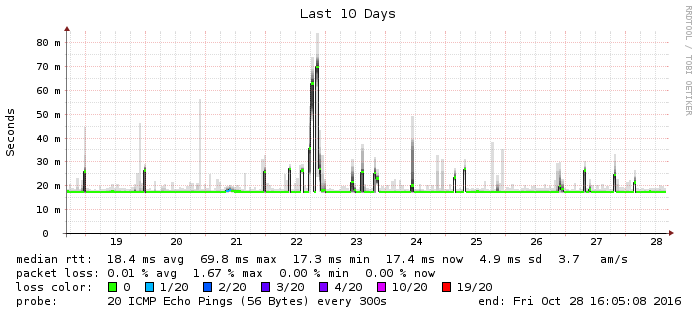 Last 10 Days
RRDTOOL / TOBI OETIKER
Seconds
80 m
70 m
60 m
50 m
40 m
30 m
20 m
10 m
0
19 20 21 22 23 24 25 26 27 28
median rtt: 18.4 ms avg 69.8 ms max 17.3 ms min 17.4 ms now 4.9 ms sd 3.7 am/s
packet loss: 0.01 % avg 1.67 % max 0.00 % min 0.00 % now
loss color: 0 1/20 2/20 3/20 4/20 10/20 19/20
probe: 20 ICMP Echo Pings (56 Bytes) every 300s end: Fri Oct 28 16:05:08 2016